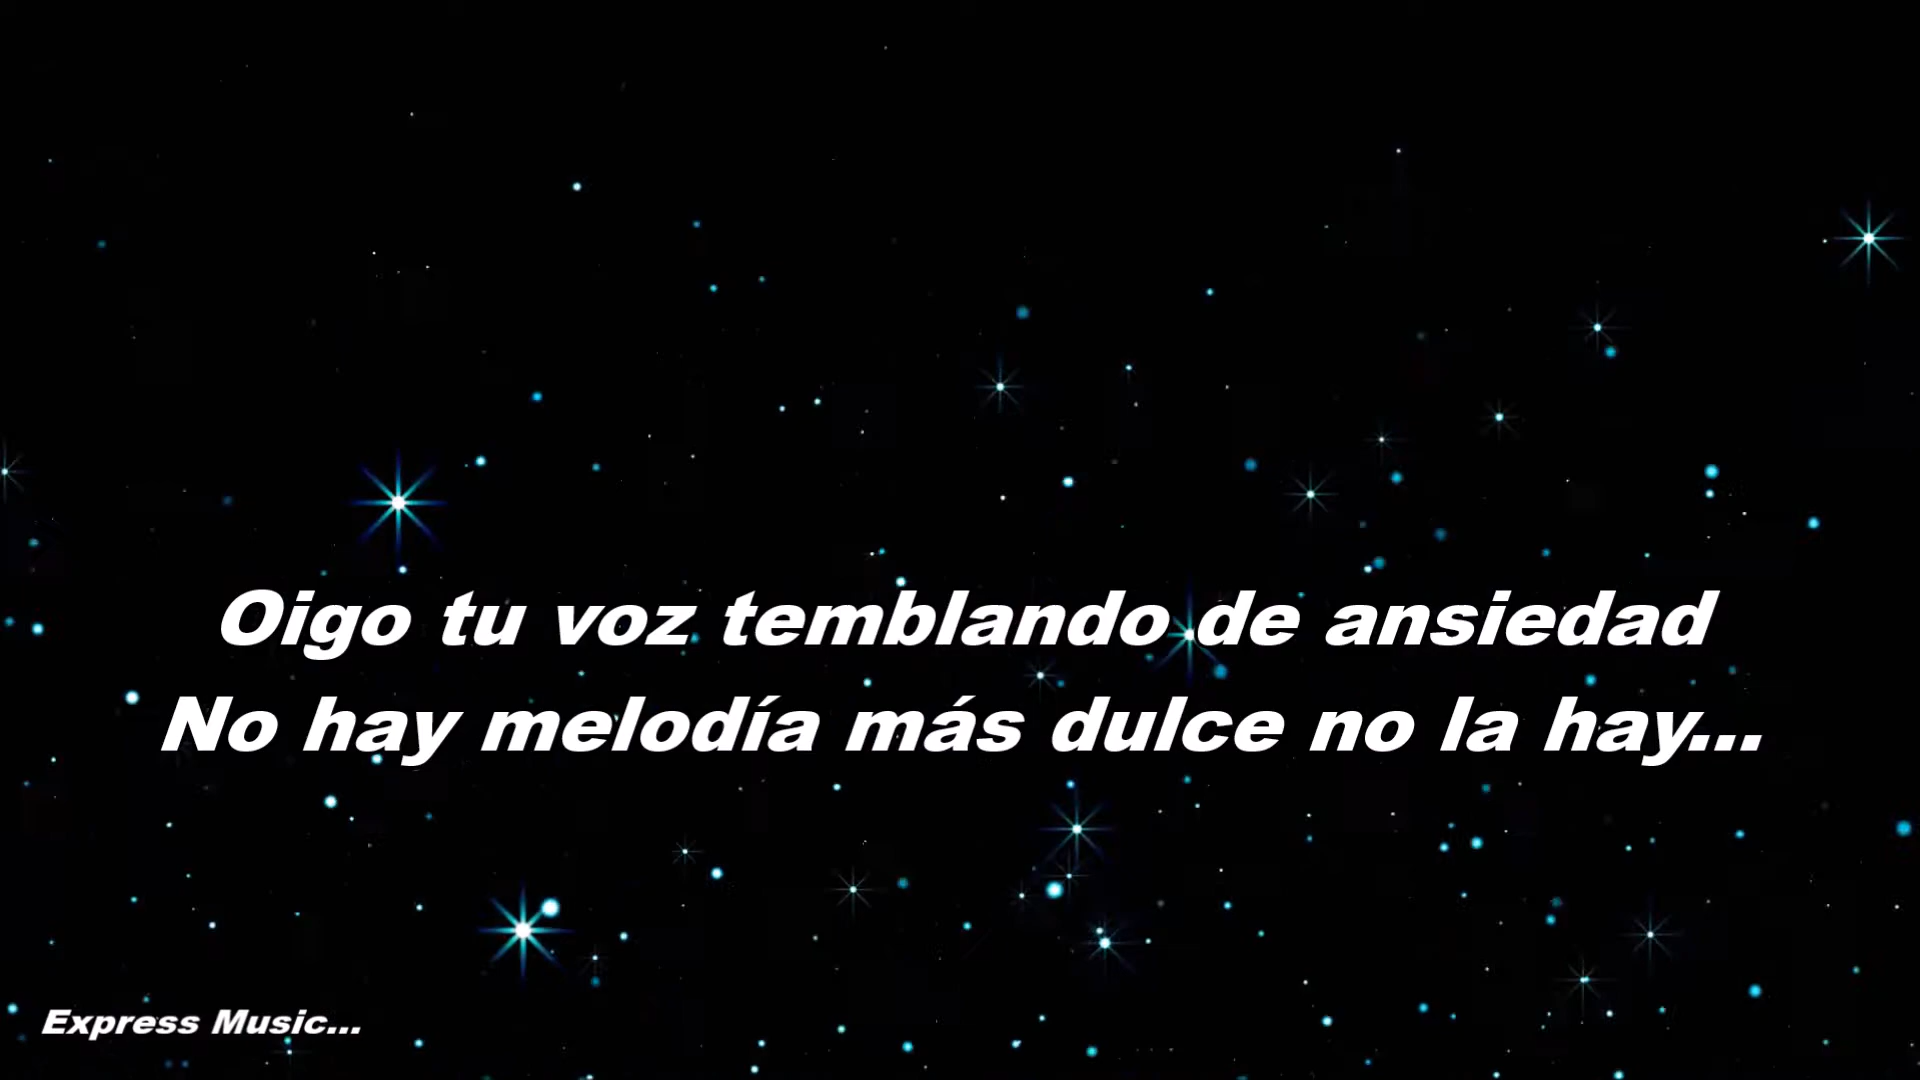 Oigo tu voz temblando de ansiedad
No hay melodía más dulce no la hay...
Express Music...